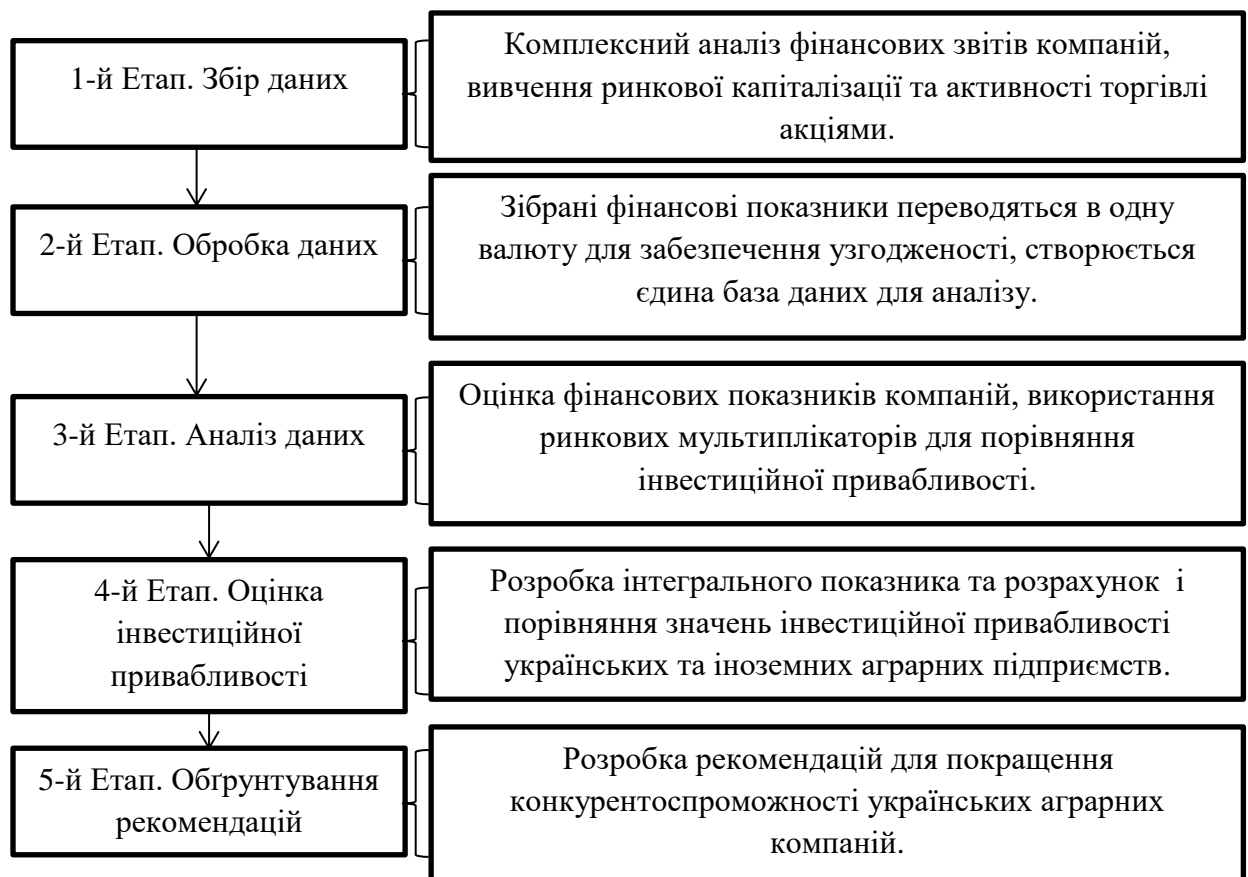 1-й Етап. Збір даних
Комплексний аналіз фінансових звітів компаній,
вивчення ринкової капіталізації та активності торгівлі
акціями.
2-й Етап. Обробка даних
Зібрані фінансові показники переводяться в одну
валюту для забезпечення узгодженості, створюється
єдина база даних для аналізу.
3-й Етап. Аналіз даних
Оцінка фінансових показників компаній, використання
ринкових мультиплікаторів для порівняння
інвестиційної привабливості.
4-й Етап. Оцінка
інвестиційної
привабливості
Розробка інтегрального показника та розрахунок і
порівняння значень інвестиційної привабливості
українських та іноземних аграрних підприємств.
5-й Етап. Обґрунтування
рекомендацій
Розробка рекомендацій для покращення
конкурентоспроможності українських аграрних
компаній.